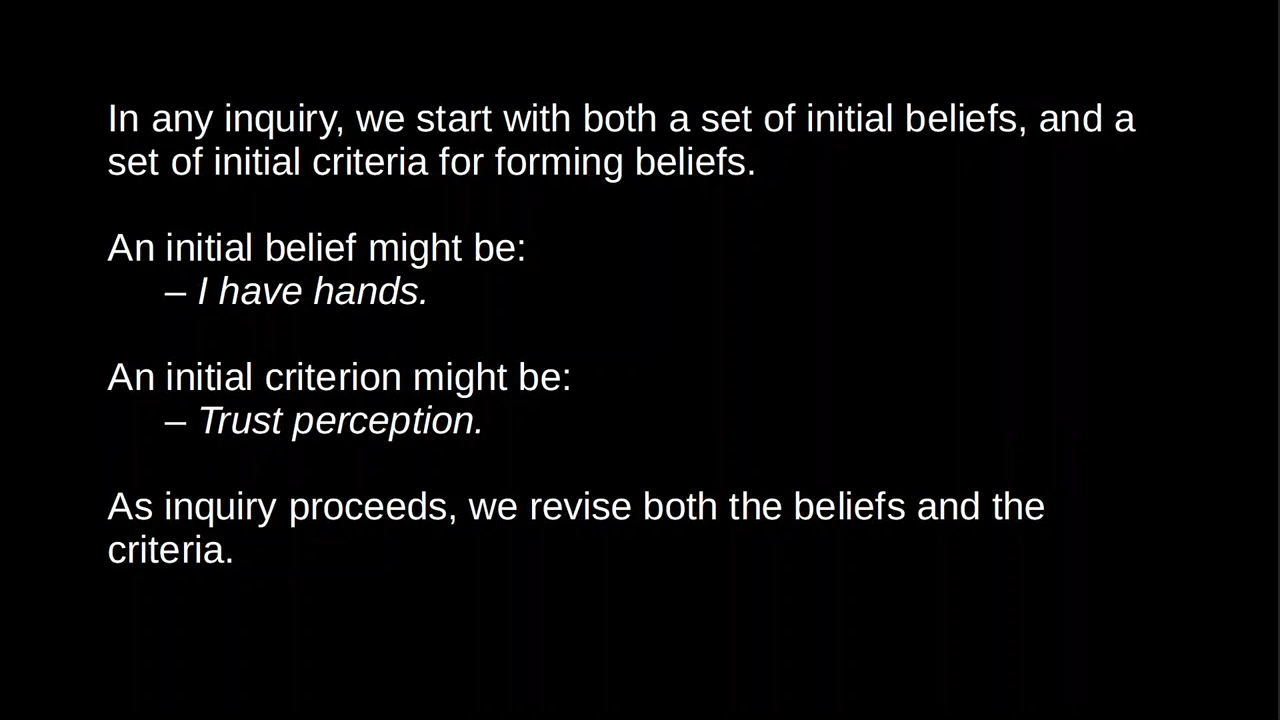 In any inquiry, we start with both a set of initial beliefs, and a
set of initial criteria for forming beliefs.
An initial belief might be:
– I have hands.
An initial criterion might be:
– Trust perception.
As inquiry proceeds, we revise both the beliefs and the
criteria.